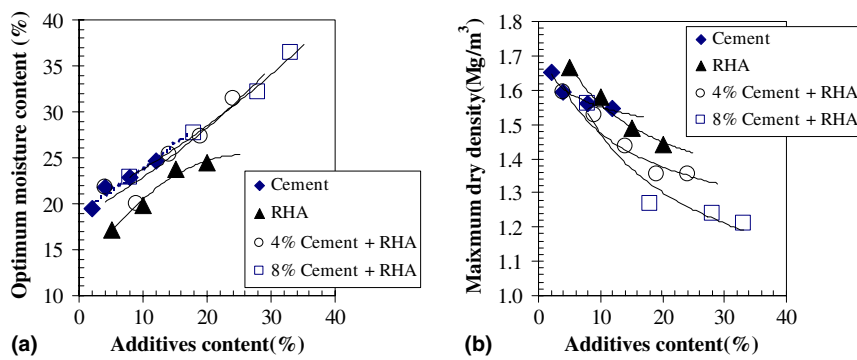 Optimum moisture content (%)
40
35
30
25
20
15
10
0 10 20 30 40
Cement
RHA
4% Cement + RHA
8% Cement + RHA
(a) Additives content(%)
Maixmum dry density(Mg/m³)
1.8
1.7
1.6
1.5
1.4
1.3
1.2
1.1
1.0
0 10 20 30 40
Cement
RHA
4% Cement + RHA
8% Cement + RHA
(b) Additives content(%)